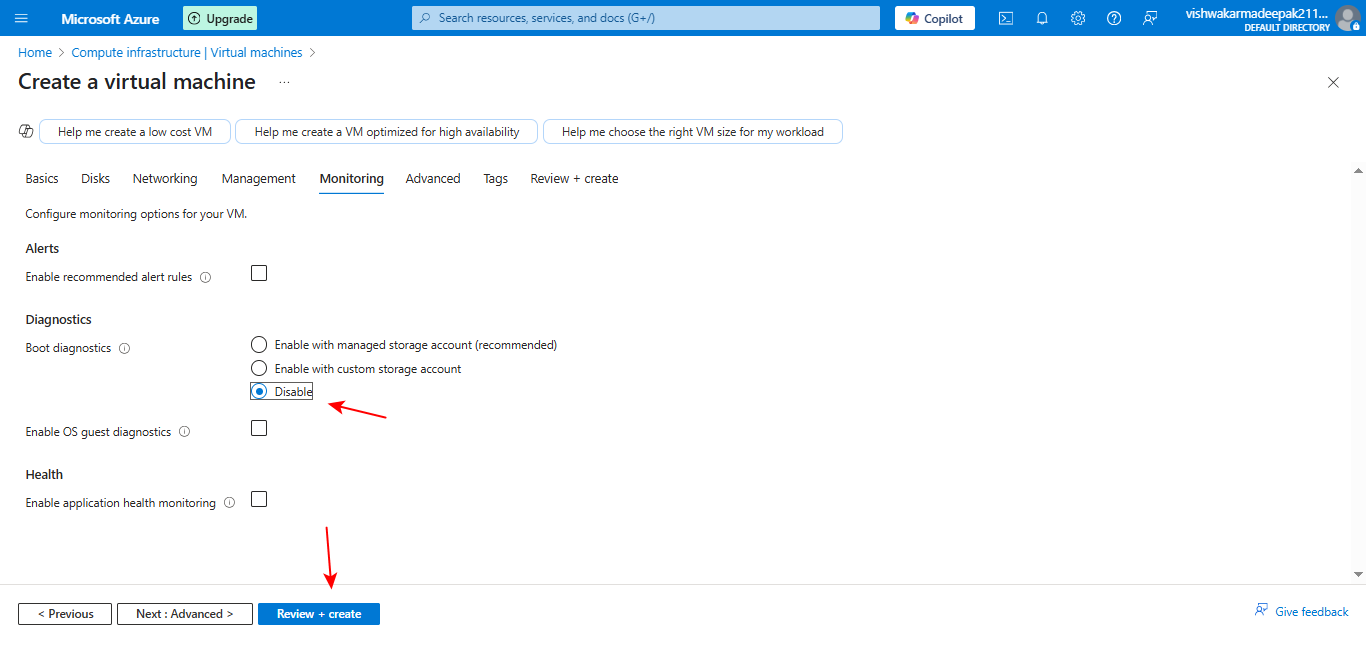 Microsoft Azure Upgrade Search resources, services, and docs (G+/) Copilot vishwakarmadeepak211...
DEFAULT DIRECTORY
Home > Compute infrastructure | Virtual machines >
Create a virtual machine ...
Help me create a low cost VM Help me create a VM optimized for high availability Help me choose the right VM size for my workload
Basics Disks Networking Management Monitoring Advanced Tags Review + create
Configure monitoring options for your VM.
Alerts
Enable recommended alert rules
Diagnostics
Boot diagnostics Enable with managed storage account (recommended)
Enable with custom storage account
Disable
Enable OS guest diagnostics
Health
Enable application health monitoring
< Previous Next : Advanced > Review + create Give feedback